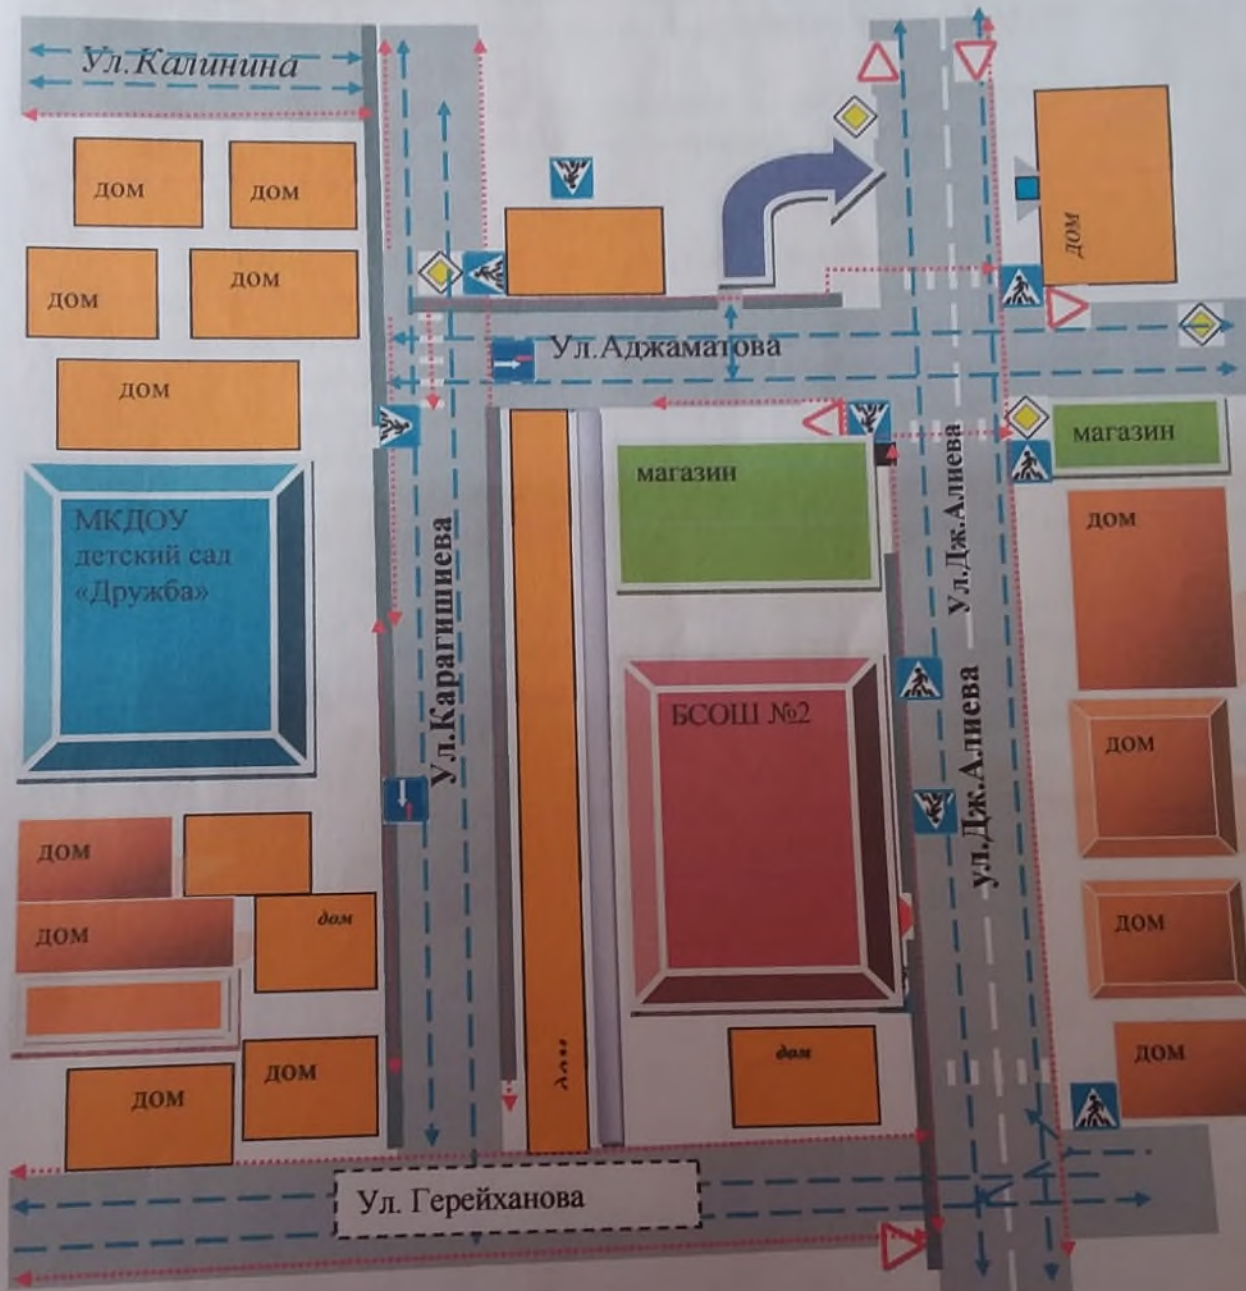 Ул.Калинина
дом
дом
дом
дом
дом
Ул.Аджаматова
дом
магазин
магазин
МКДОУ
детский сад
«Дружба»
Ул.Карагишиева
Ул.Дж.Алиева
дом
БСОШ №2
ул.Дж.Алиева
дом
дом
дом
дом
дом
дом
дом
дом
дом
Ул. Герейханова